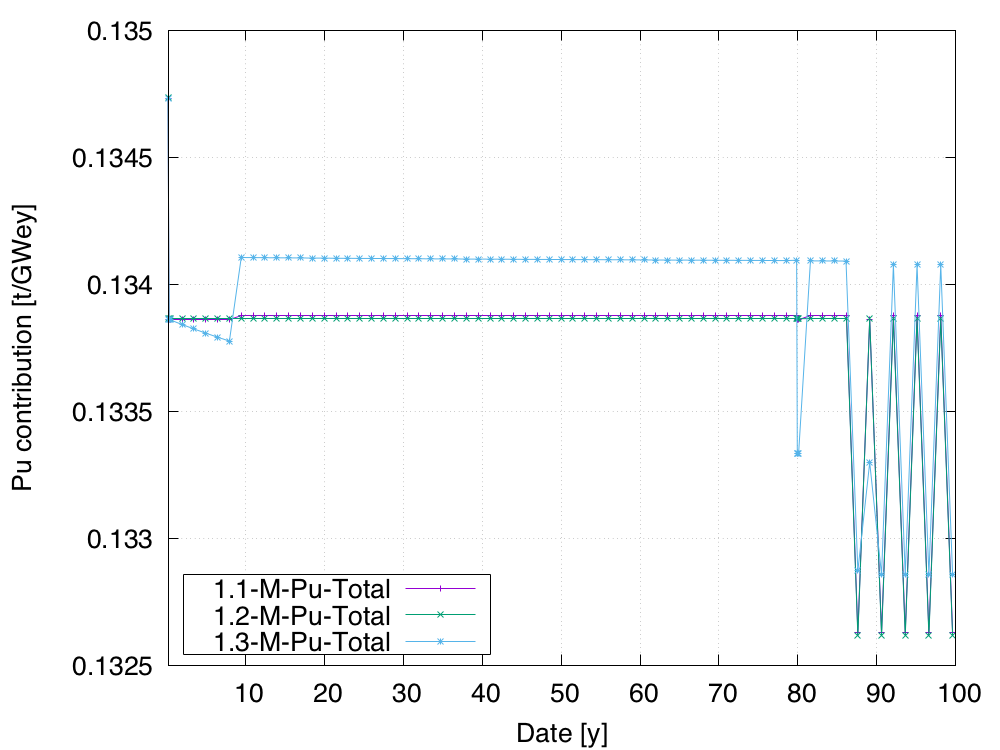 0.135
0.1345
0.134
0.1335
0.133
0.1325
Pu contribution [t/GWey]
1.1-M-Pu-Total
1.2-M-Pu-Total
1.3-M-Pu-Total
10 20 30 40 50 60 70 80 90 100
Date [y]